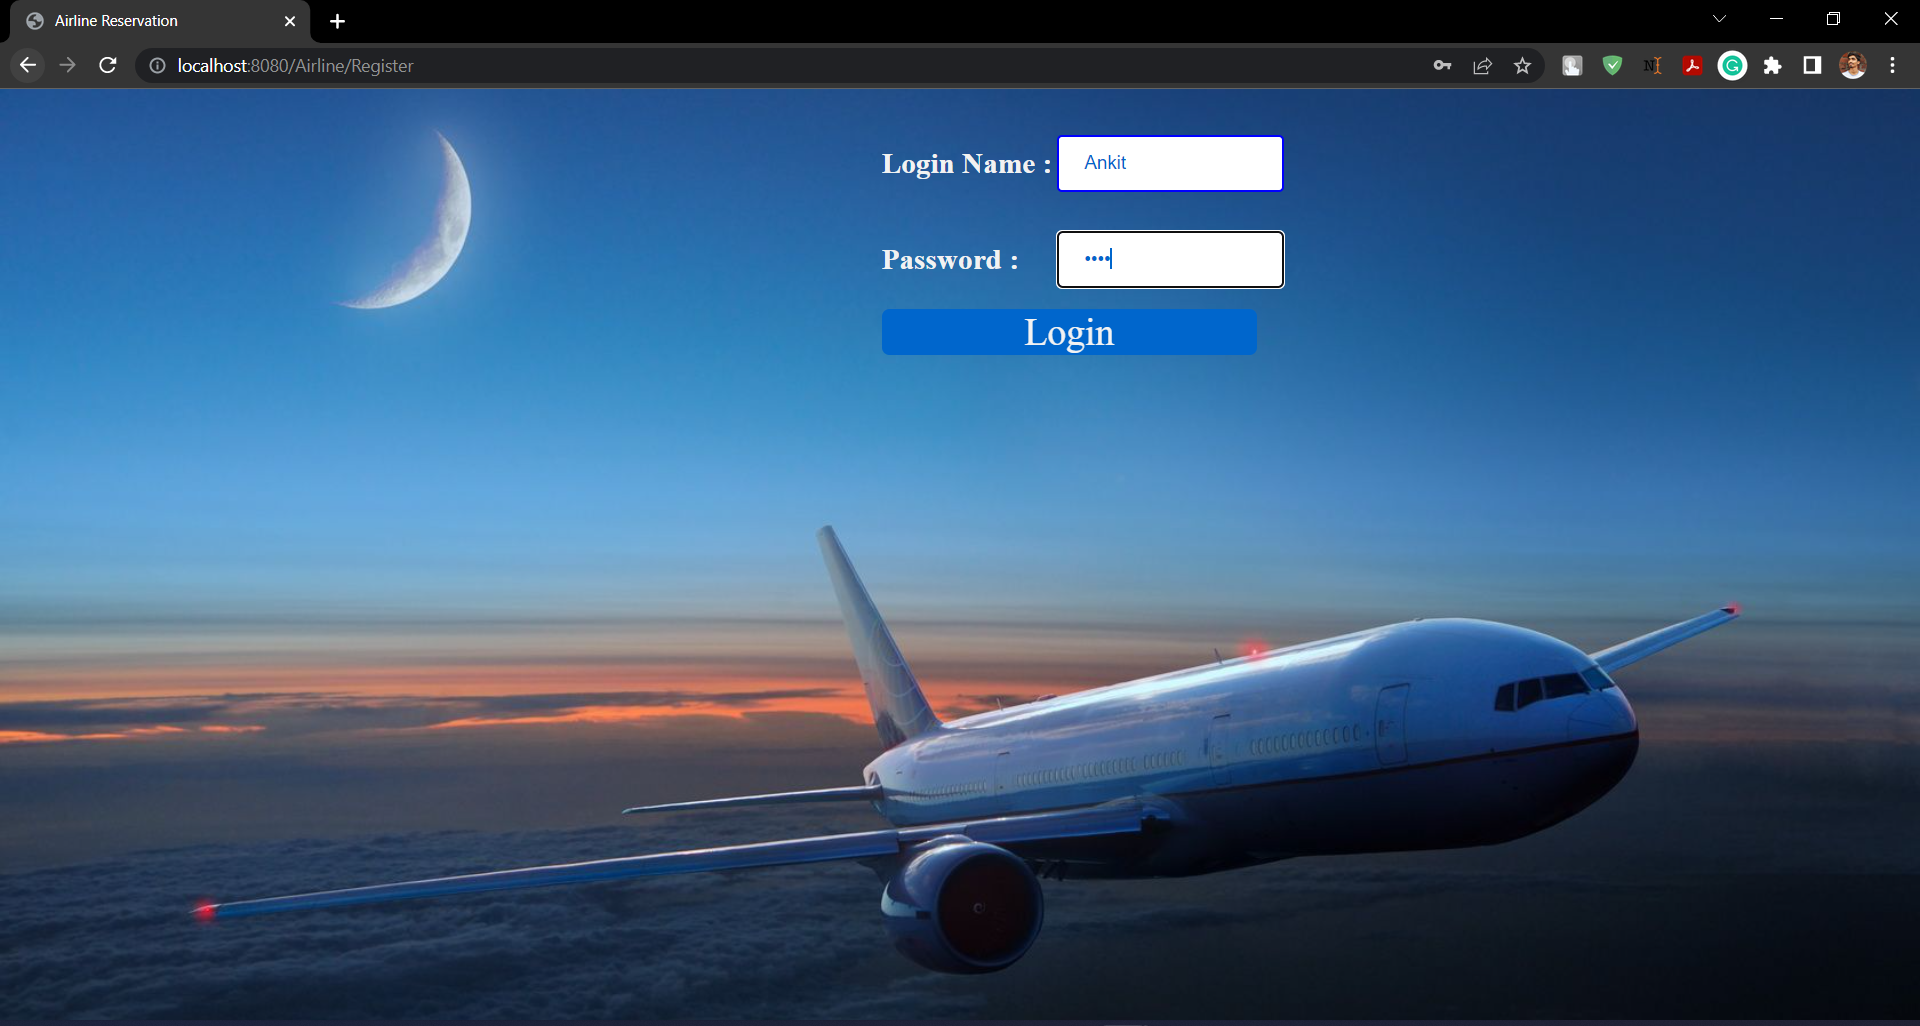 Airline Reservation
localhost:8080/Airline/Register
Login Name : Ankit
Password : ••••
Login